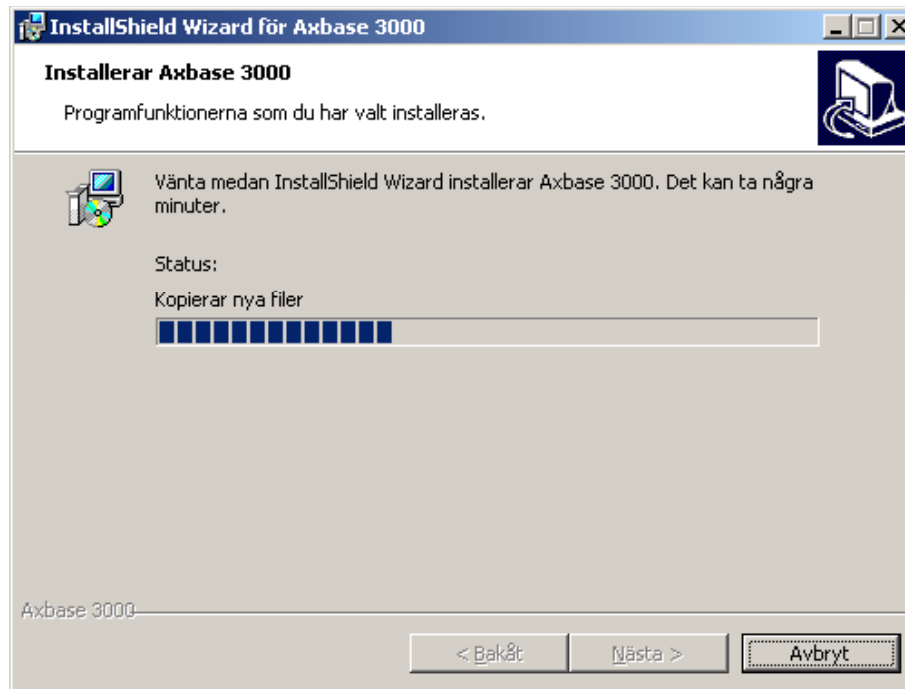 InstallShield Wizard för Axbase 3000
Installerar Axbase 3000
Programfunktionerna som du har valt installeras.
Vänta medan InstallShield Wizard installerar Axbase 3000. Det kan ta några
minuter.
Status:
Kopierar nya filer
Axbase 3000
< Bakåt
Nästa >
Avbryt